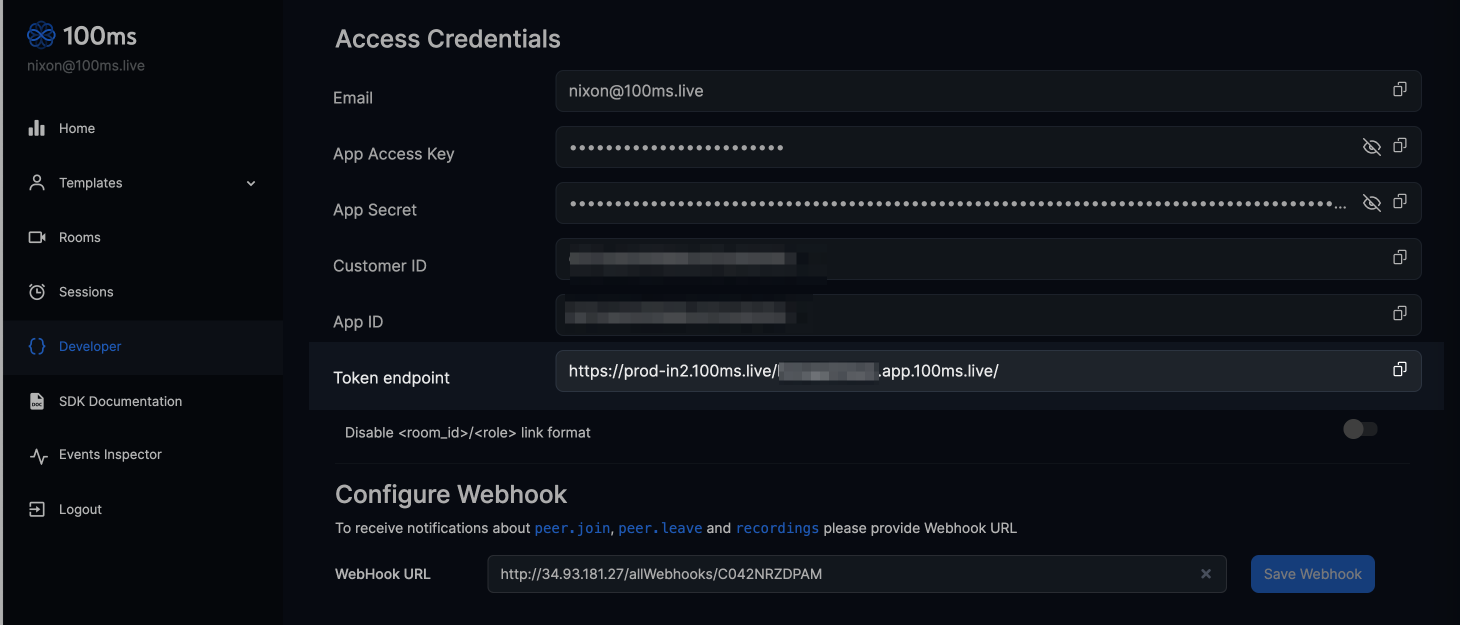 100ms
nixon@100ms.live
Home
Templates
Rooms
Sessions
Developer
SDK Documentation
Events Inspector
Logout
Access Credentials
Email
nixon@100ms.live
App Access Key
••••••••••••••••••••••••
App Secret
Customer ID
App ID
Token endpoint
https://prod-in2.100ms.live/ .app.100ms.live/
Disable <room_id>/<role> link format
Configure Webhook
To receive notifications about peer.join, peer.leave and recordings please provide Webhook URL
WebHook URL
http://34.93.181.27/allWebhooks/C042NRZDPAM
Save Webhook